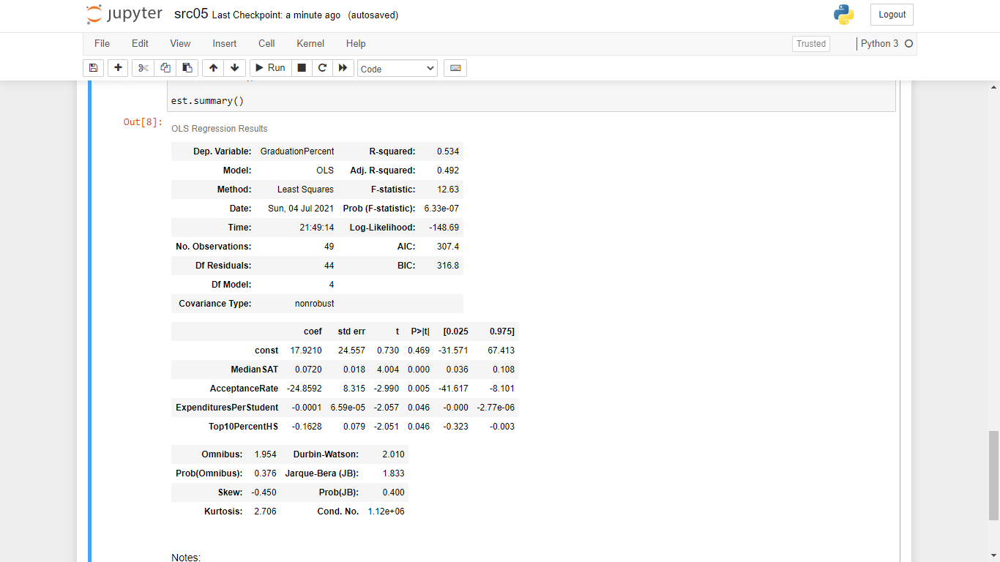 jupyter src05 Last Checkpoint: a minute ago (autosaved) Logout
File Edit View Insert Cell Kernel Help Trusted Python 3
Run Code
est.summary()
Out[8]:
OLS Regression Results
Dep. Variable: GraduationPercent R-squared: 0.534
Model: OLS Adj. R-squared: 0.492
Method: Least Squares F-statistic: 12.63
Date: Sun, 04 Jul 2021 Prob (F-statistic): 6.33e-07
Time: 21:49:14 Log-Likelihood: -148.69
No. Observations: 49 AIC: 307.4
Df Residuals: 44 BIC: 316.8
Df Model: 4
Covariance Type: nonrobust
coef std err t P>|t| [0.025 0.975]
const 17.9210 24.557 0.730 0.469 -31.571 67.413
MedianSAT 0.0720 0.018 4.004 0.000 0.036 0.108
AcceptanceRate -24.8592 8.315 -2.990 0.005 -41.617 -8.101
ExpendituresPerStudent -0.0001 6.59e-05 -2.057 0.046 -0.000 -2.77e-06
Top10PercentHS -0.1628 0.079 -2.051 0.046 -0.323 -0.003
Omnibus: 1.954 Durbin-Watson: 2.010
Prob(Omnibus): 0.376 Jarque-Bera (JB): 1.833
Skew: -0.450 Prob(JB): 0.400
Kurtosis: 2.706 Cond. No. 1.12e+06
Notes: